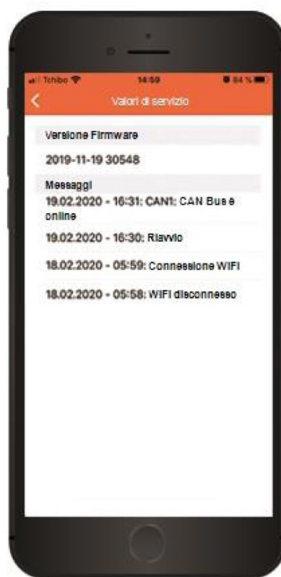 Tchibo 14:59 84 %
Valori di servizio
Versione Firmware
2019-11-19 30548
Messaggi
19.02.2020 - 16:31: CAN1: CAN Bus è
online
19.02.2020 - 16:30: Riavvio
18.02.2020 - 05:59: Connessione WIFI
18.02.2020 - 05:58: WIFI disconnesso